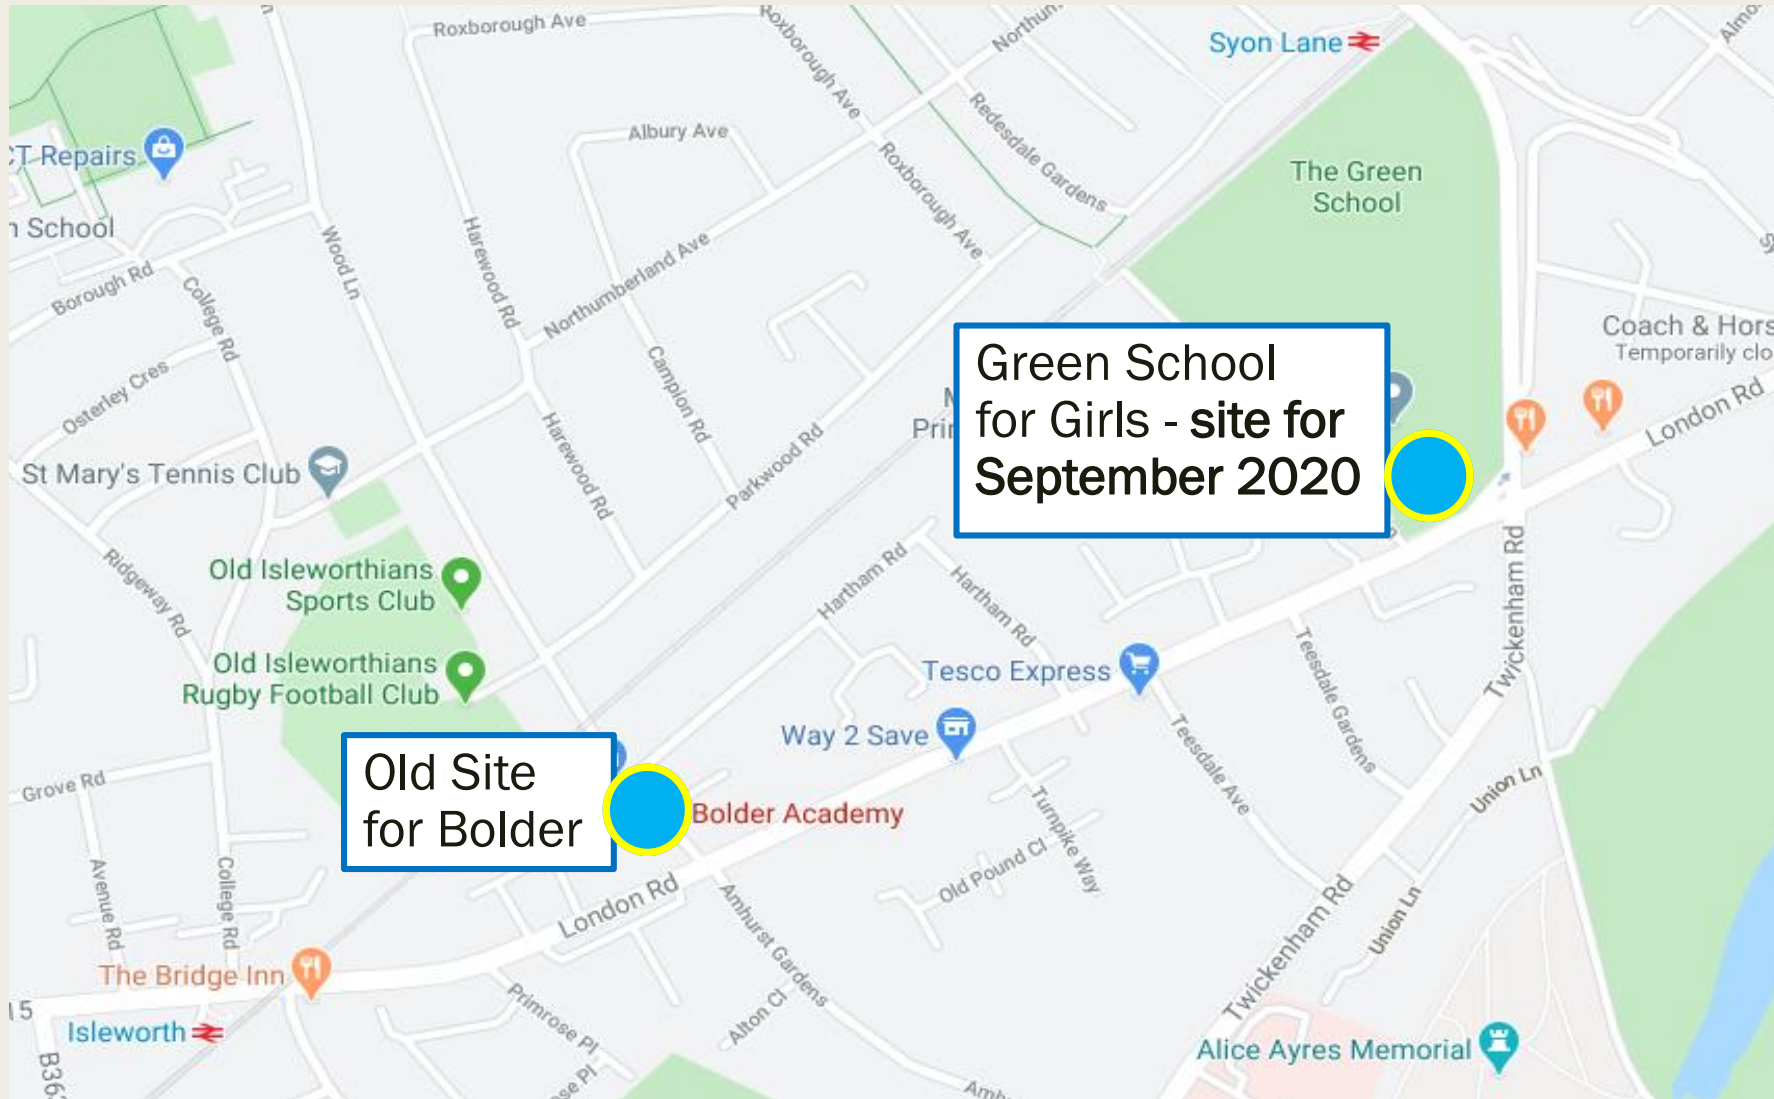 Roxborough Ave
Roxborough Ave
Syon Lane
Redesdale Gardens
Albury Ave
T Repairs
The Green
School
School
Roxborough Ave
Harewood Rd
Wood Ln
Northumberland Ave
Borough Rd
College Rd
Coach & Hors
Temporarily clo
Green School
for Girls - site for
September 2020
London Rd
Osterley Cres
Campion Rd
Harewood Rd
Parkwood Rd
St Mary's Tennis Club
Ridgeway Rd
Old Isleworthians
Sports Club
Hartham Rd
Hartham Rd
Twickenham Rd
Old Isleworthians
Rugby Football Club
Tesco Express
Teesdale Gardens
Way 2 Save
Teesdale Ave
Old Site
for Bolder
Bolder Academy
Grove Rd
Union Ln
Turnpike Way
Old Pound Cl
Avenue Rd
College Rd
London Rd
Amhurst Gardens
Union Ln
Twickenham Rd
The Bridge Inn
Primrose Pl
Alton Cl
Isleworth
Alice Ayres Memorial